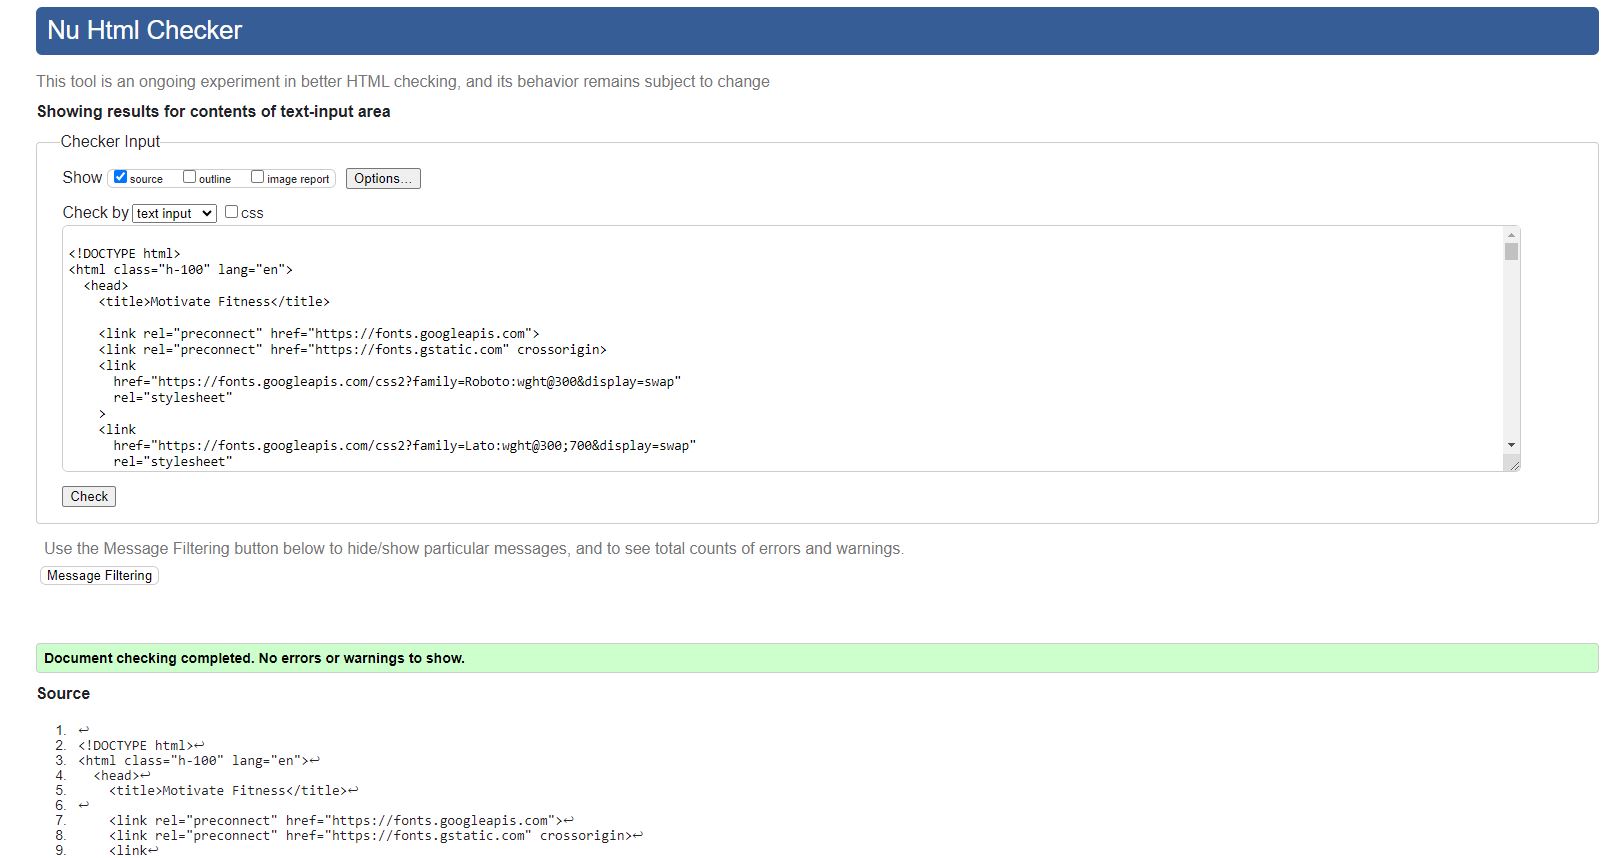 Nu Html Checker
This tool is an ongoing experiment in better HTML checking, and its behavior remains subject to change
Showing results for contents of text-input area
Checker Input
Show source outline image report Options...
Check by text input css
<!DOCTYPE html>
<html class="h-100" lang="en">
  <head>
    <title>Motivate Fitness</title>
    <link rel="preconnect" href="https://fonts.googleapis.com">
    <link rel="preconnect" href="https://fonts.gstatic.com" crossorigin>
    <link
      href="https://fonts.googleapis.com/css2?family=Roboto:wght@300&display=swap"
      rel="stylesheet"
    >
    <link
      href="https://fonts.googleapis.com/css2?family=Lato:wght@300;700&display=swap"
      rel="stylesheet"
Check
Use the Message Filtering button below to hide/show particular messages, and to see total counts of errors and warnings.
Message Filtering
Document checking completed. No errors or warnings to show.
Source
1. ↩
2. <!DOCTYPE html>↩
3. <html class="h-100" lang="en">↩
4.   <head>↩
5.     <title>Motivate Fitness</title>↩
6. ↩
7.     <link rel="preconnect" href="https://fonts.googleapis.com">↩
8.     <link rel="preconnect" href="https://fonts.gstatic.com" crossorigin>↩
9.     <link↩